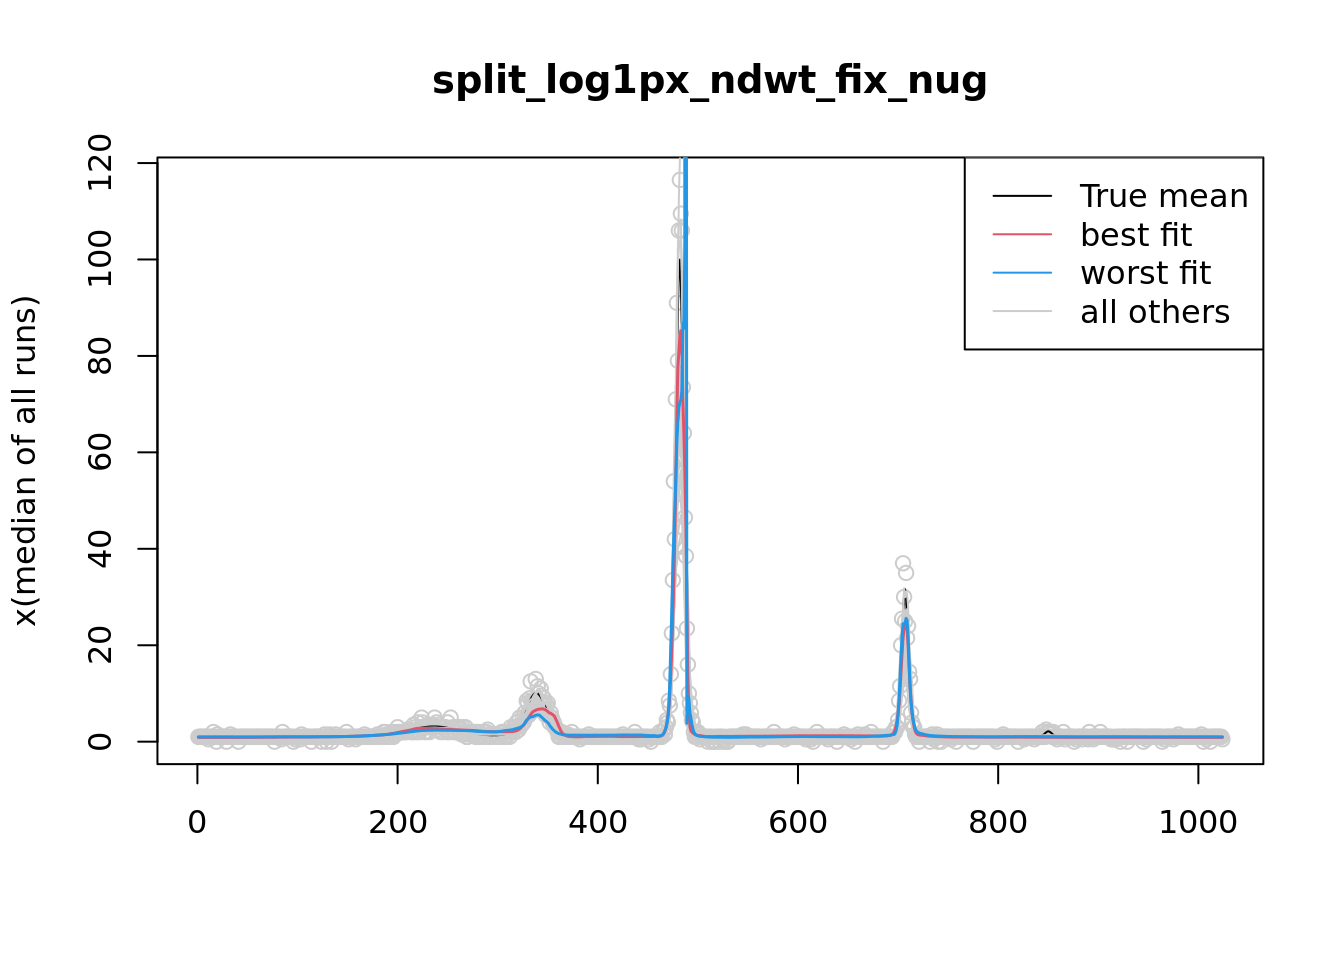 split_log1px_ndwt_fix_nug
x(median of all runs)
120
100
80
60
40
20
0
True mean
best fit
worst fit
all others
0 200 400 600 800 1000